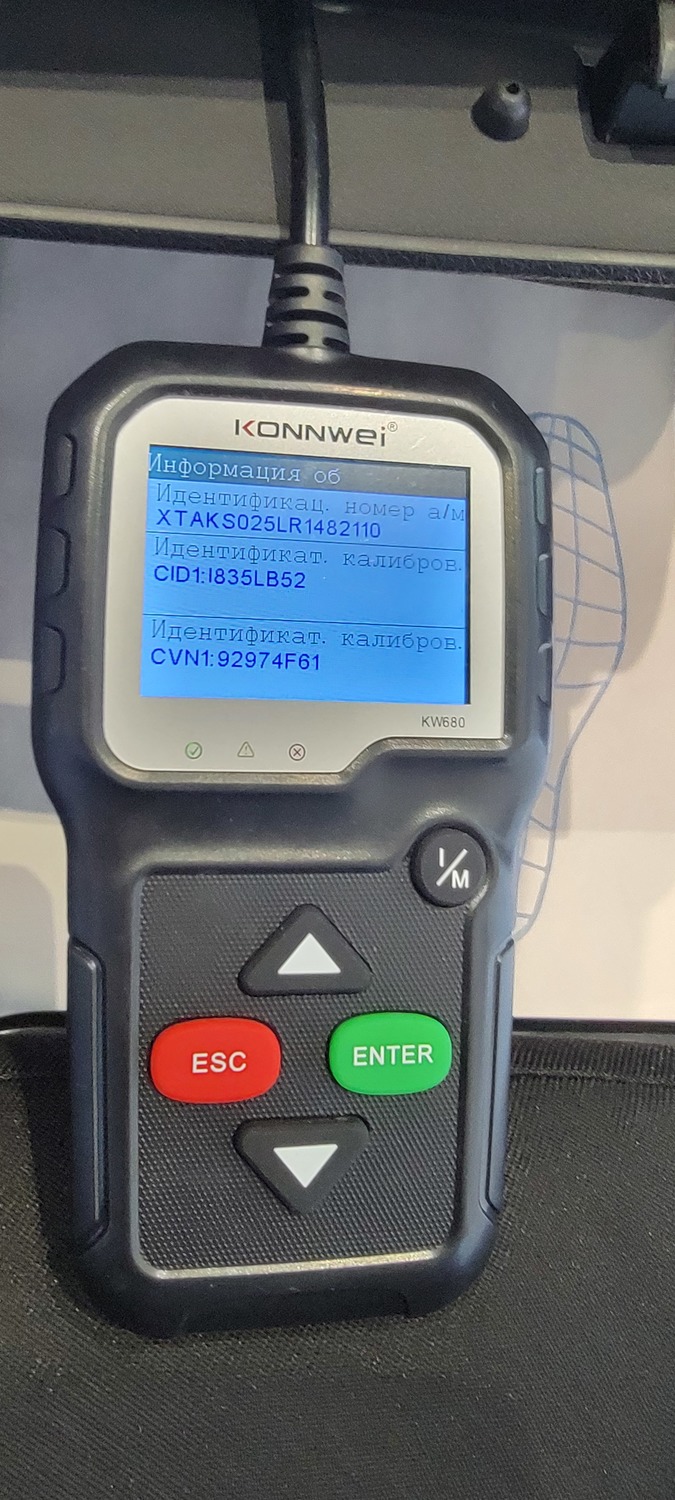 KONNWEI®
Информация об
Идентификац. номер а/м
XTAKS025LR1482110
Идентификат. калибров.
CID1:I835LB52
Идентификат. калибров.
CVN1:92974F61
KW680
I/M
ESC
ENTER